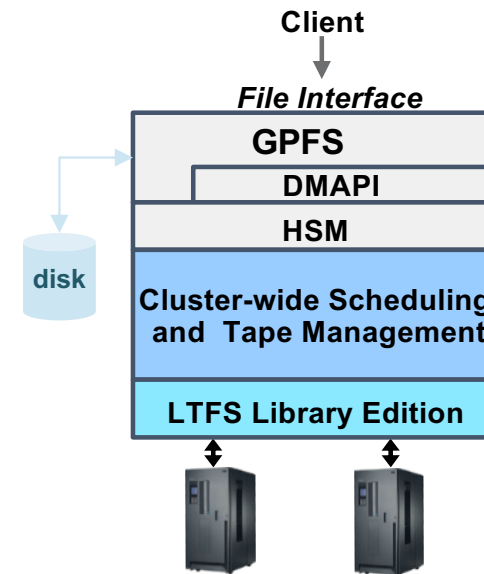 Client
File Interface
GPFS
DMAPI
HSM
disk
Cluster-wide Scheduling
and Tape Management
LTFS Library Edition